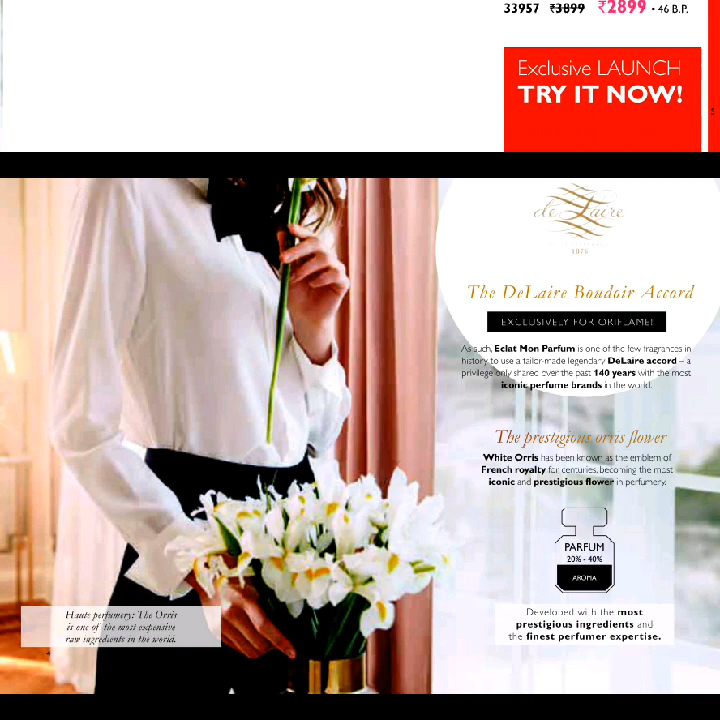 33957 ₹3899 ₹2899 • 46 B.P.
Exclusive LAUNCH
TRY IT NOW!
de Laire
1876
The DeLaire Boudoir Accord
EXCLUSIVELY FOR ORIFLAME!
As such, Eclat Mon Parfum is one of the few fragrances in
history to use a tailor-made legendary DeLaire accord – a
privilege only shared over the past 140 years with the most
iconic perfume brands in the world.
The prestigious orris flower
White Orris has been known as the emblem of
French royalty for centuries, becoming the most
iconic and prestigious flower in perfumery.
PARFUM
20% - 40%
AROMA
Developed with the most
prestigious ingredients and
the finest perfumer expertise.
Haute perfumery: The Orris
is one of the most expensive
raw ingredients in the world.